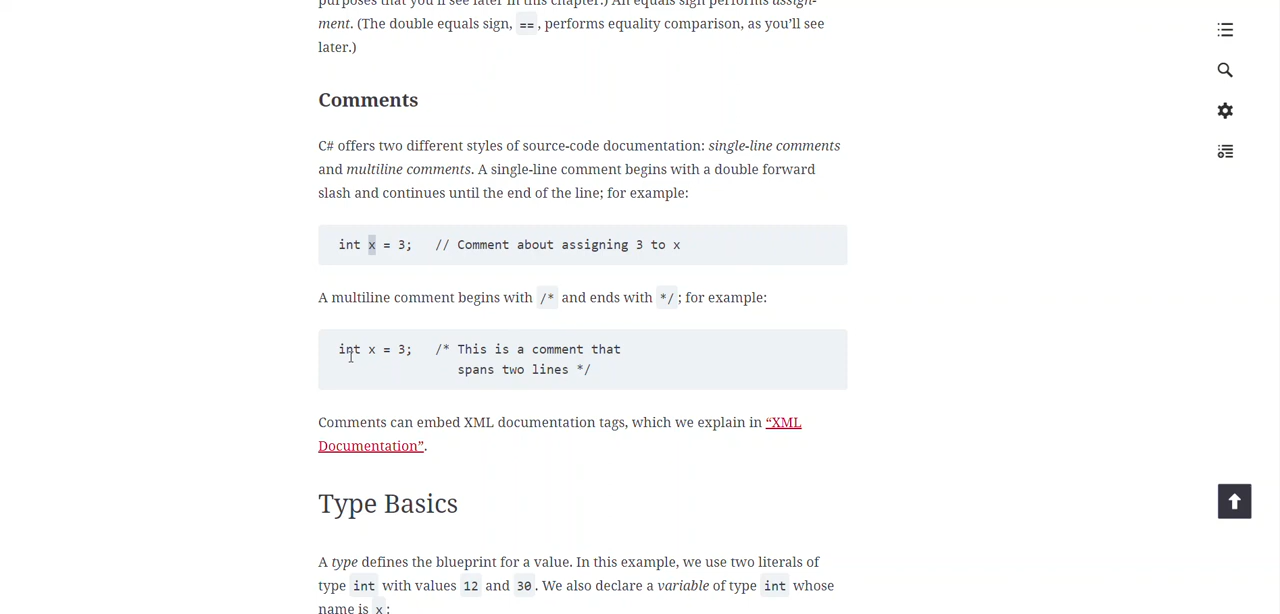 purposes that you'll see later in this chapter.) An equals sign performs assign-
ment. (The double equals sign, ==, performs equality comparison, as you'll see
later.)
Comments
C# offers two different styles of source-code documentation: single-line comments
and multiline comments. A single-line comment begins with a double forward
slash and continues until the end of the line; for example:
int x = 3;   // Comment about assigning 3 to x
A multiline comment begins with /* and ends with */; for example:
int x = 3;   /* This is a comment that
spans two lines */
Comments can embed XML documentation tags, which we explain in “XML
Documentation”.
Type Basics
A type defines the blueprint for a value. In this example, we use two literals of
type int with values 12 and 30. We also declare a variable of type int whose
name is x: